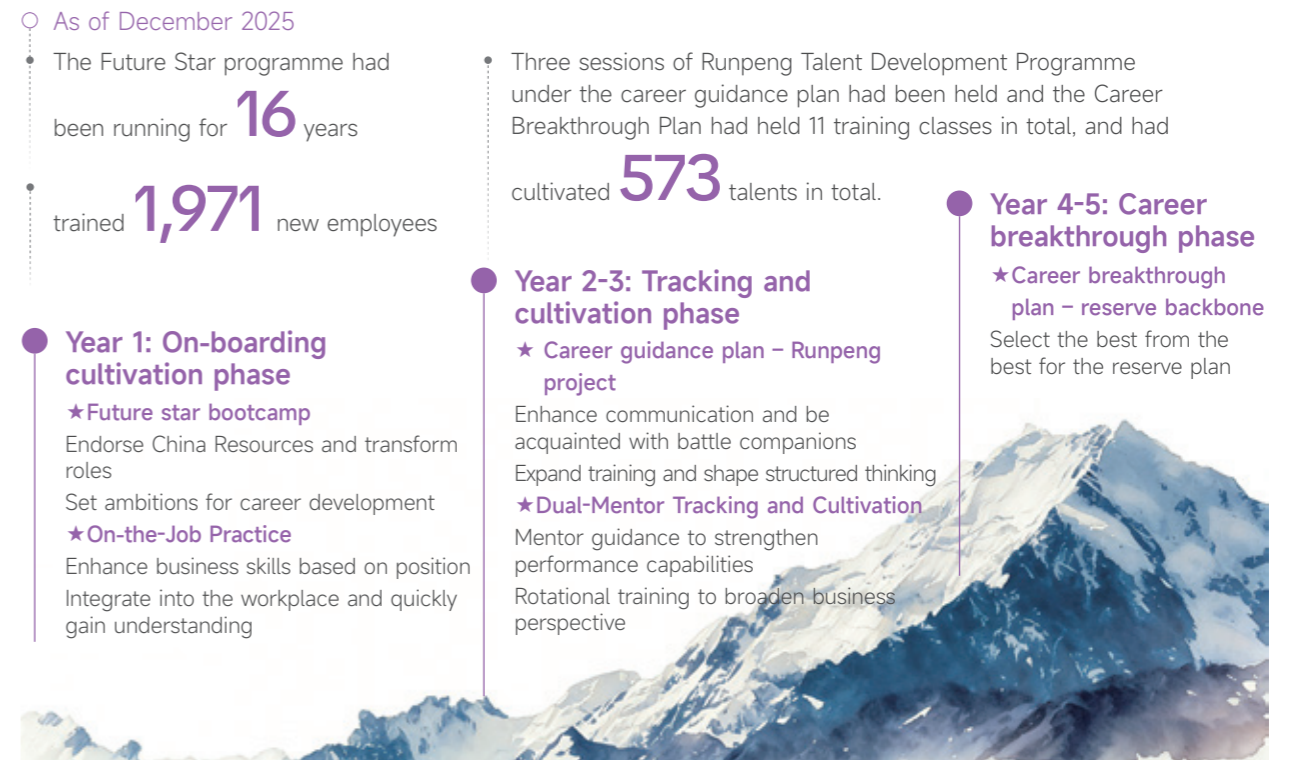 As of December 2025
The Future Star programme had
been running for 16 years
trained 1,971 new employees
Three sessions of Runpeng Talent Development Programme
under the career guidance plan had been held and the Career
Breakthrough Plan had held 11 training classes in total, and had
cultivated 573 talents in total.
Year 1: On-boarding
cultivation phase
★Future star bootcamp
Endorse China Resources and transform
roles
Set ambitions for career development
★On-the-Job Practice
Enhance business skills based on position
Integrate into the workplace and quickly
gain understanding
Year 2-3: Tracking and
cultivation phase
★ Career guidance plan – Runpeng
project
Enhance communication and be
acquainted with battle companions
Expand training and shape structured thinking
★Dual-Mentor Tracking and Cultivation
Mentor guidance to strengthen
performance capabilities
Rotational training to broaden business
perspective
Year 4-5: Career
breakthrough phase
★Career breakthrough
plan – reserve backbone
Select the best from the
best for the reserve plan